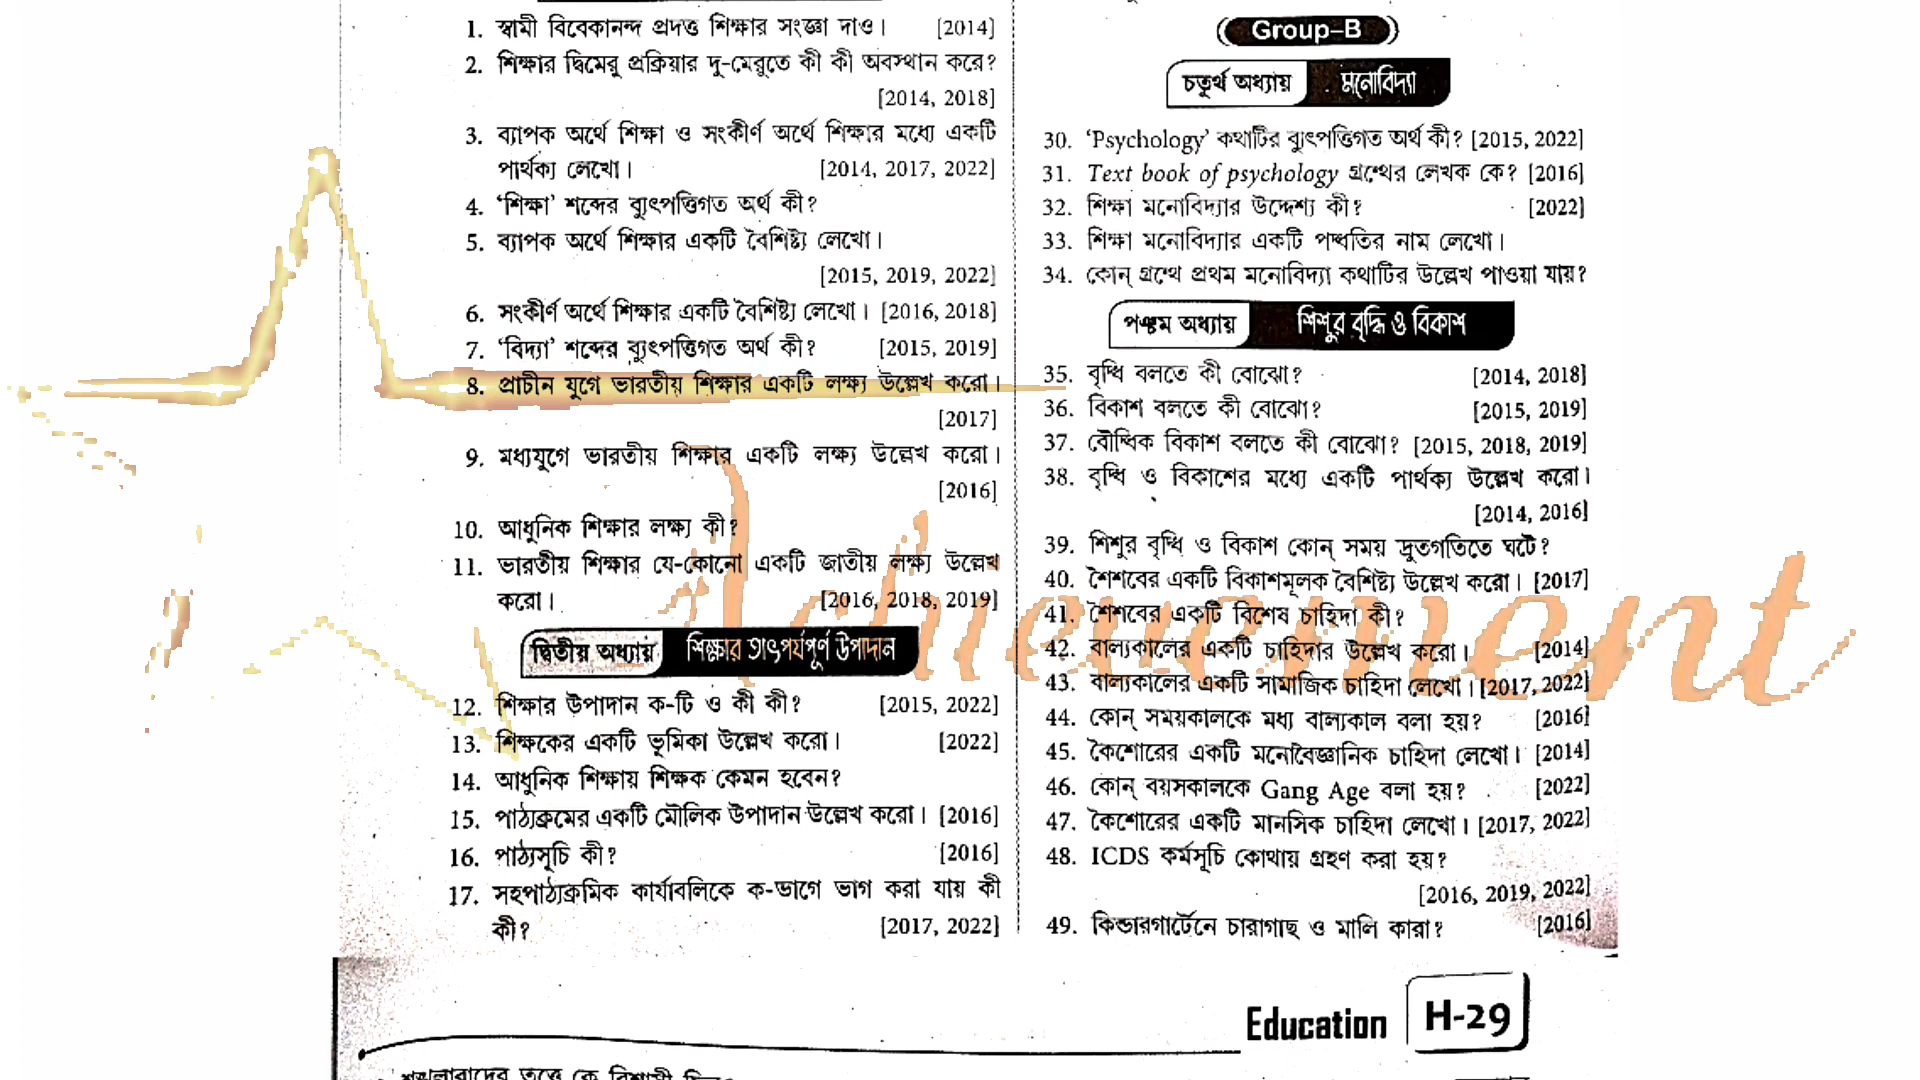 1. স্বামী বিবেকানন্দ প্রদত্ত শিক্ষার সংজ্ঞা দাও। [2014]
2. শিক্ষার দ্বিমেরু প্রক্রিয়ার দু-মেরুতে কী কী অবস্থান করে?
[2014, 2018]
3. ব্যাপক অর্থে শিক্ষা ও সংকীর্ণ অর্থে শিক্ষার মধ্যে একটি
পার্থক্য লেখো। [2014, 2017, 2022]
4. ‘শিক্ষা’ শব্দের ব্যুৎপত্তিগত অর্থ কী?
5. ব্যাপক অর্থে শিক্ষার একটি বৈশিষ্ট্য লেখো।
[2015, 2019, 2022]
6. সংকীর্ণ অর্থে শিক্ষার একটি বৈশিষ্ট্য লেখো। [2016, 2018]
7. ‘বিদ্যা’ শব্দের ব্যুৎপত্তিগত অর্থ কী? [2015, 2019]
8. প্রাচীন যুগে ভারতীয় শিক্ষার একটি লক্ষ্য উল্লেখ করো।
[2017]
9. মধ্যযুগে ভারতীয় শিক্ষার একটি লক্ষ্য উল্লেখ করো।
[2016]
10. আধুনিক শিক্ষার লক্ষ্য কী?
11. ভারতীয় শিক্ষার যে-কোনো একটি জাতীয় লক্ষ্য উল্লেখ
করো। [2016, 2018, 2019]
দ্বিতীয় অধ্যায় শিক্ষার তাৎপর্যপূর্ণ উপাদান
12. শিক্ষার উপাদান ক-টি ও কী কী? [2015, 2022]
13. শিক্ষকের একটি ভূমিকা উল্লেখ করো। [2022]
14. আধুনিক শিক্ষায় শিক্ষক কেমন হবেন?
15. পাঠ্যক্রমের একটি মৌলিক উপাদান উল্লেখ করো। [2016]
16. পাঠ্যসূচি কী? [2016]
17. সহপাঠ্যক্রমিক কার্যাবলিকে ক-ভাগে ভাগ করা যায় কী
কী? [2017, 2022]
Group–B
চতুর্থ অধ্যায় মনোবিদ্যা
30. ‘Psychology’ কথাটির ব্যুৎপত্তিগত অর্থ কী? [2015, 2022]
31. Text book of psychology গ্রন্থের লেখক কে? [2016]
32. শিক্ষা মনোবিদ্যার উদ্দেশ্য কী? [2022]
33. শিক্ষা মনোবিদ্যার একটি পদ্ধতির নাম লেখো।
34. কোন্ গ্রন্থে প্রথম মনোবিদ্যা কথাটির উল্লেখ পাওয়া যায়?
পঞ্চম অধ্যায় শিশুর বৃদ্ধি ও বিকাশ
35. বৃদ্ধি বলতে কী বোঝো? [2014, 2018]
36. বিকাশ বলতে কী বোঝো? [2015, 2019]
37. বৌদ্ধিক বিকাশ বলতে কী বোঝো? [2015, 2018, 2019]
38. বৃদ্ধি ও বিকাশের মধ্যে একটি পার্থক্য উল্লেখ করো।
[2014, 2016]
39. শিশুর বৃদ্ধি ও বিকাশ কোন্ সময় দ্রুতগতিতে ঘটে?
40. শৈশবের একটি বিকাশমূলক বৈশিষ্ট্য উল্লেখ করো। [2017]
41. শৈশবের একটি বিশেষ চাহিদা কী?
42. বাল্যকালের একটি চাহিদার উল্লেখ করো। [2014]
43. বাল্যকালের একটি সামাজিক চাহিদা লেখো। [2017, 2022]
44. কোন্ সময়কালকে মধ্য বাল্যকাল বলা হয়? [2016]
45. কৈশোরের একটি মনোবৈজ্ঞানিক চাহিদা লেখো। [2014]
46. কোন্ বয়সকালকে Gang Age বলা হয়? [2022]
47. কৈশোরের একটি মানসিক চাহিদা লেখো। [2017, 2022]
48. ICDS কর্মসূচি কোথায় গ্রহণ করা হয়?
[2016, 2019, 2022]
49. কিন্ডারগার্টেনে চারাগাছ ও মালি কারা? [2016]
Achievement
Education H-29